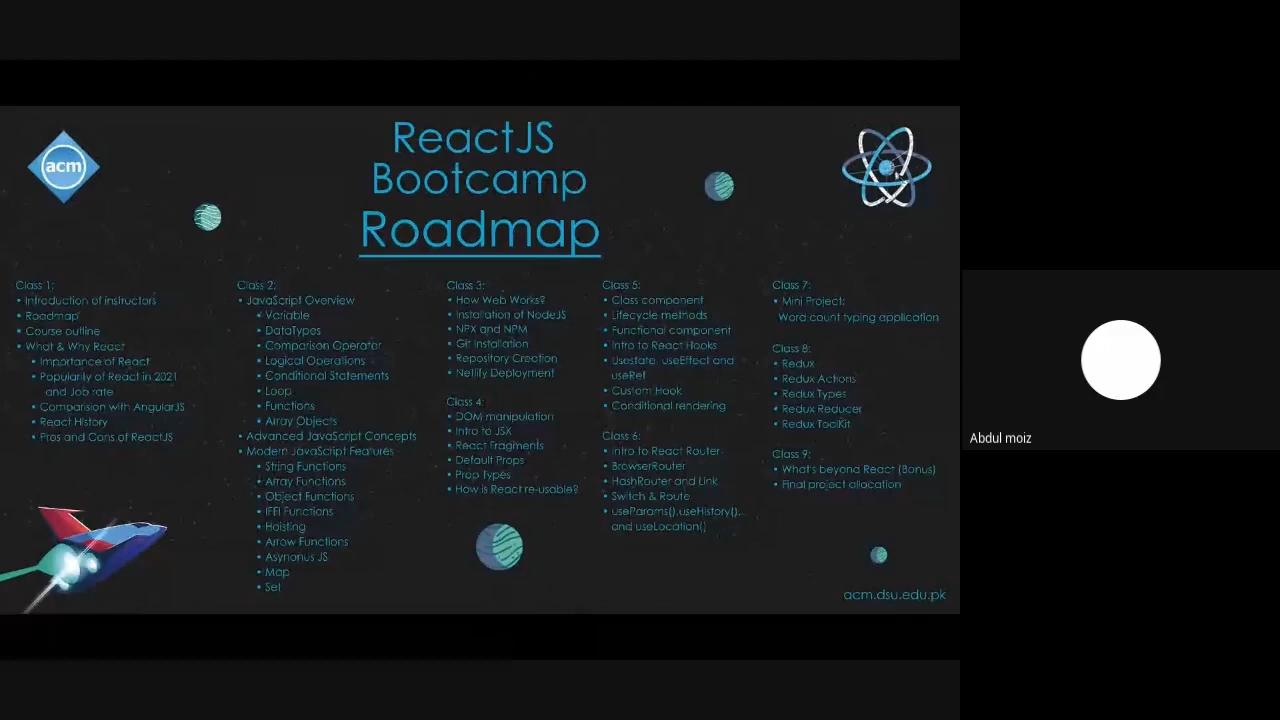 acm
ReactJS
Bootcamp
Roadmap
Class 1:
• Introduction of instructors
• Roadmap
• Course outline
• What & Why React
• Importance of React
• Popularity of React in 2021
and Job rate
• Comparision with AngularJS
• React History
• Pros and Cons of ReactJS
Class 2:
• JavaScript Overview
• Variable
• DataTypes
• Comparison Operator
• Logical Operations
• Conditional Statements
• Loop
• Functions
• Array Objects
• Advanced JavaScript Concepts
• Modern JavaScript Features
• String Functions
• Array Functions
• Object Functions
• IFFI Functions
• Hoisting
• Arrow Functions
• Asynonus JS
• Map
• Set
Class 3:
• How Web Works?
• Installation of NodeJS
• NPX and NPM
• Git Installation
• Repository Creation
• Netlify Deployment
Class 4:
• DOM manipulation
• Intro to JSX
• React Fragments
• Default Props
• Prop Types
• How is React re-usable?
Class 5:
• Class component
• Lifecycle methods
• Functional component
• Intro to React Hooks
• Usestate, useEffect and
useRef
• Custom Hook
• Conditional rendering
Class 6:
• Intro to React Router
• BrowserRouter
• HashRouter and Link
• Switch & Route
• useParams(),useHistory(),
and useLocation()
Class 7:
• Mini Project:
Word count typing application
Class 8:
• Redux
• Redux Actions
• Redux Types
• Redux Reducer
• Redux ToolKit
Class 9:
• What's beyond React (Bonus)
• Final project allocation
acm.dsu.edu.pk
Abdul moiz